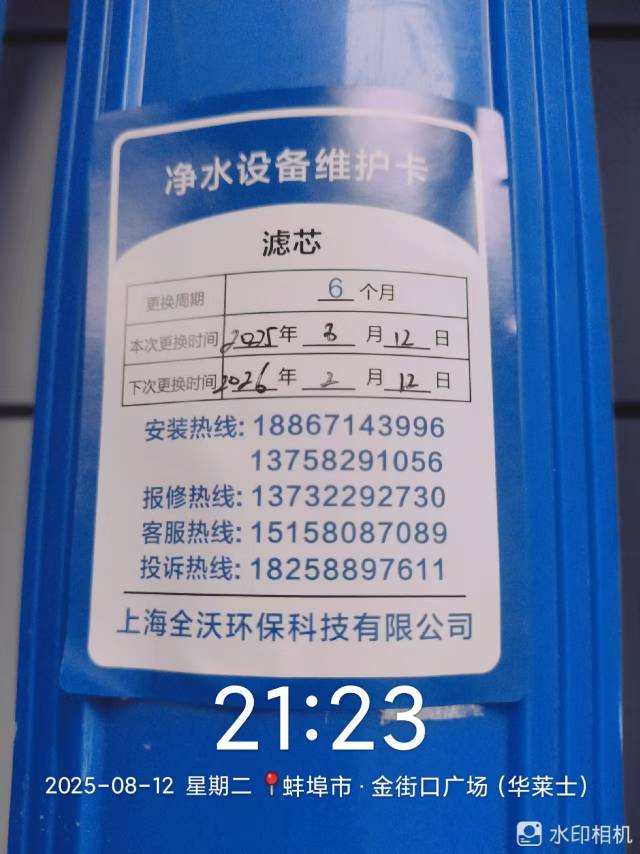 净水设备维护卡
滤芯
更换周期 6 个月
本次更换时间 2025 年 8 月 12 日
下次更换时间 2026 年 2 月 12 日
安装热线: 18867143996
13758291056
报修热线: 13732292730
客服热线: 15158087089
投诉热线: 18258897611
上海全沃环保科技有限公司
21:23
2025-08-12 星期二 蚌埠市·金街口广场（华莱士）
水印相机